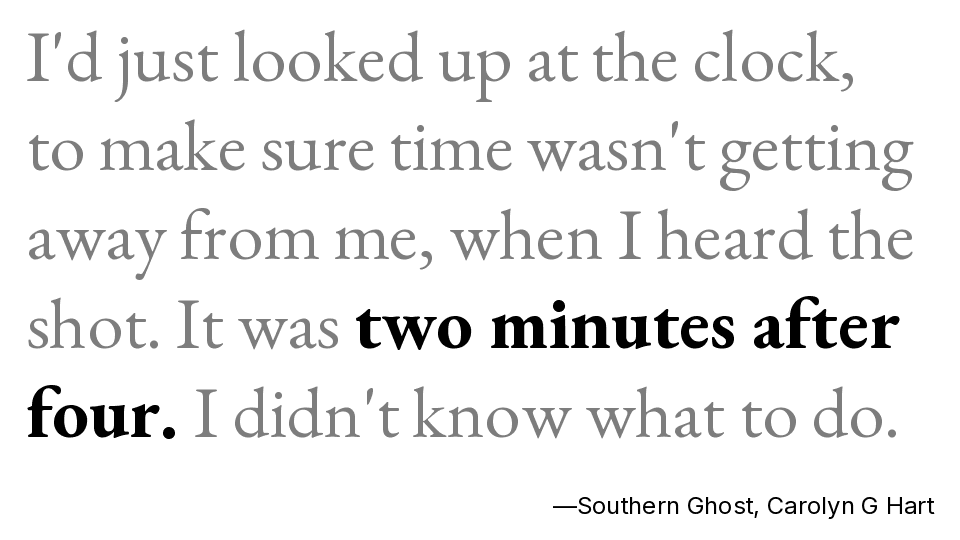 I'd just looked up at the clock,
to make sure time wasn't getting
away from me, when I heard the
shot. It was two minutes after
four. I didn't know what to do.
—Southern Ghost, Carolyn G Hart